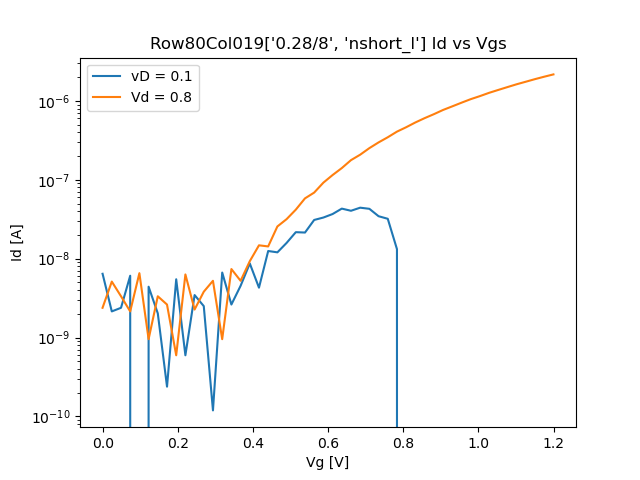 Row80Col019['0.28/8', 'nshort_l'] Id vs Vgs
vD = 0.1
Vd = 0.8
Id [A]
10⁻⁶
10⁻⁷
10⁻⁸
10⁻⁹
10⁻¹⁰
0.0 0.2 0.4 0.6 0.8 1.0 1.2
Vg [V]